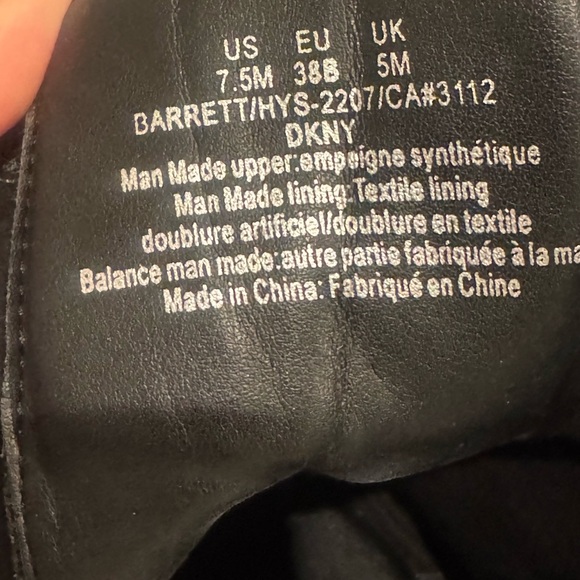 US EU UK
7.5M 38B 5M
BARRETT/HYS-2207/CA#3112
DKNY
Man Made upper:empeigne synthétique
Man Made lining:Textile lining
doublure artificiel/doublure en textile
Balance man made:autre partie fabriquée à la ma
Made in China: Fabriqué en Chine